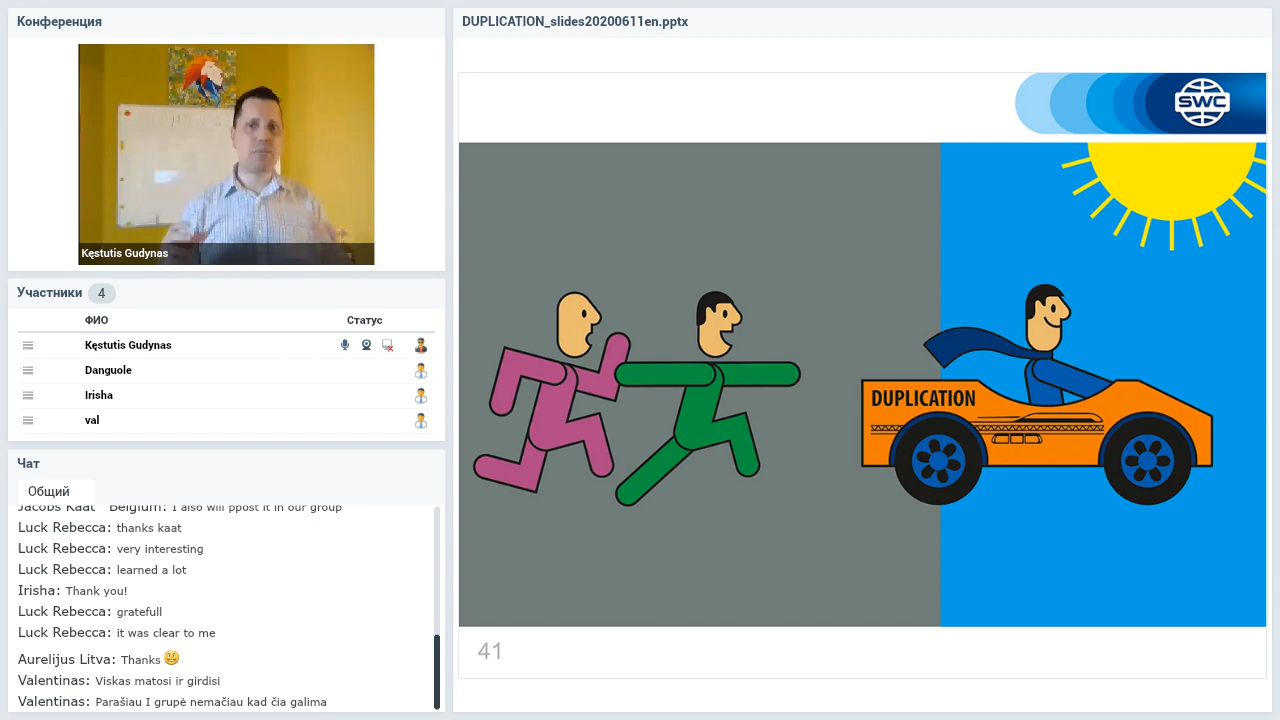 Конференция
Kęstutis Gudynas
Участники 4
ФИО Статус
Kęstutis Gudynas
Danguole
Irisha
val
Чат
Общий
Jacobs Kaat Belgium: I also will ppost it in our group
Luck Rebecca: thanks kaat
Luck Rebecca: very interesting
Luck Rebecca: learned a lot
Irisha: Thank you!
Luck Rebecca: gratefull
Luck Rebecca: it was clear to me
Aurelijus Litva: Thanks
Valentinas: Viskas matosi ir girdisi
Valentinas: Parašiau I grupė nemačiau kad čia galima
DUPLICATION_slides20200611en.pptx
SWC
DUPLICATION
41